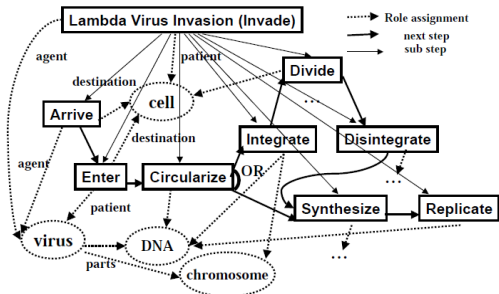 Lambda Virus Invasion (Invade)
Role assignment
next step
sub step
agent
patient
destination
Divide
cell
...
Arrive
destination
Integrate
Disintegrate
agent
OR
...
Enter
Circularize
patient
Synthesize
Replicate
virus
DNA
...
parts
chromosome